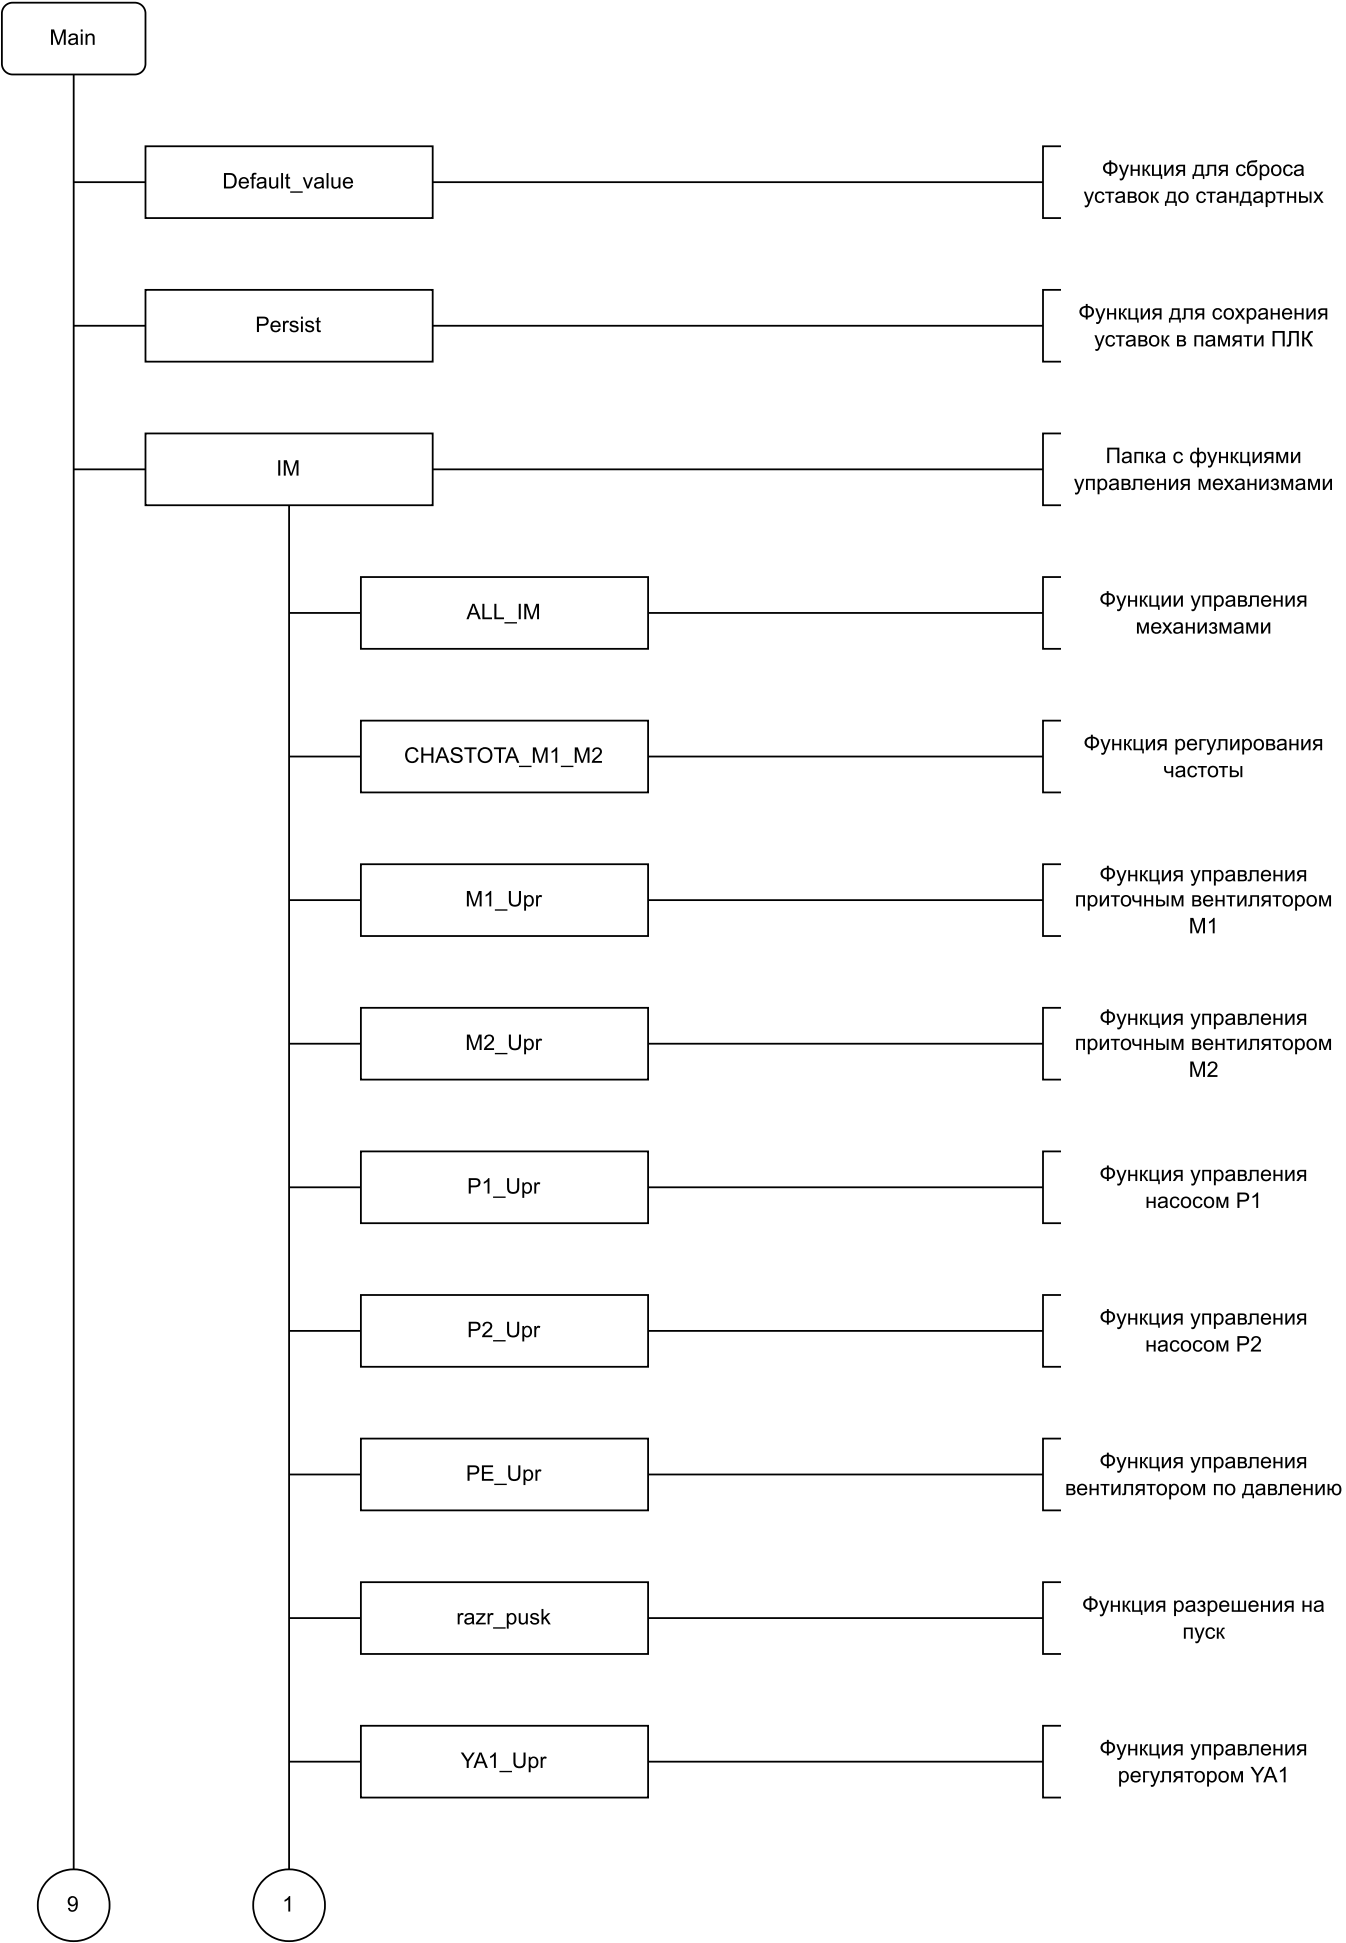 Main
Default_value
Функция для сброса
уставок до стандартных
Persist
Функция для сохранения
уставок в памяти ПЛК
IM
Папка с функциями
управления механизмами
ALL_IM
Функции управления
механизмами
CHASTOTA_M1_M2
Функция регулирования
частоты
M1_Upr
Функция управления
приточным вентилятором
М1
M2_Upr
Функция управления
приточным вентилятором
М2
P1_Upr
Функция управления
насосом P1
P2_Upr
Функция управления
насосом P2
PE_Upr
Функция управления
вентилятором по давлению
razr_pusk
Функция разрешения на
пуск
YA1_Upr
Функция управления
регулятором YA1
9
1